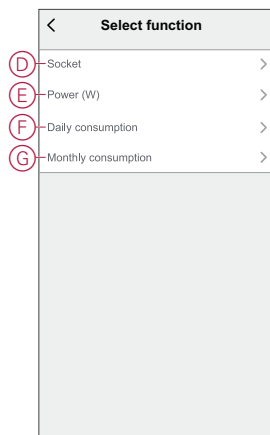 Select function
D Socket
E Power (W)
F Daily consumption
G Monthly consumption